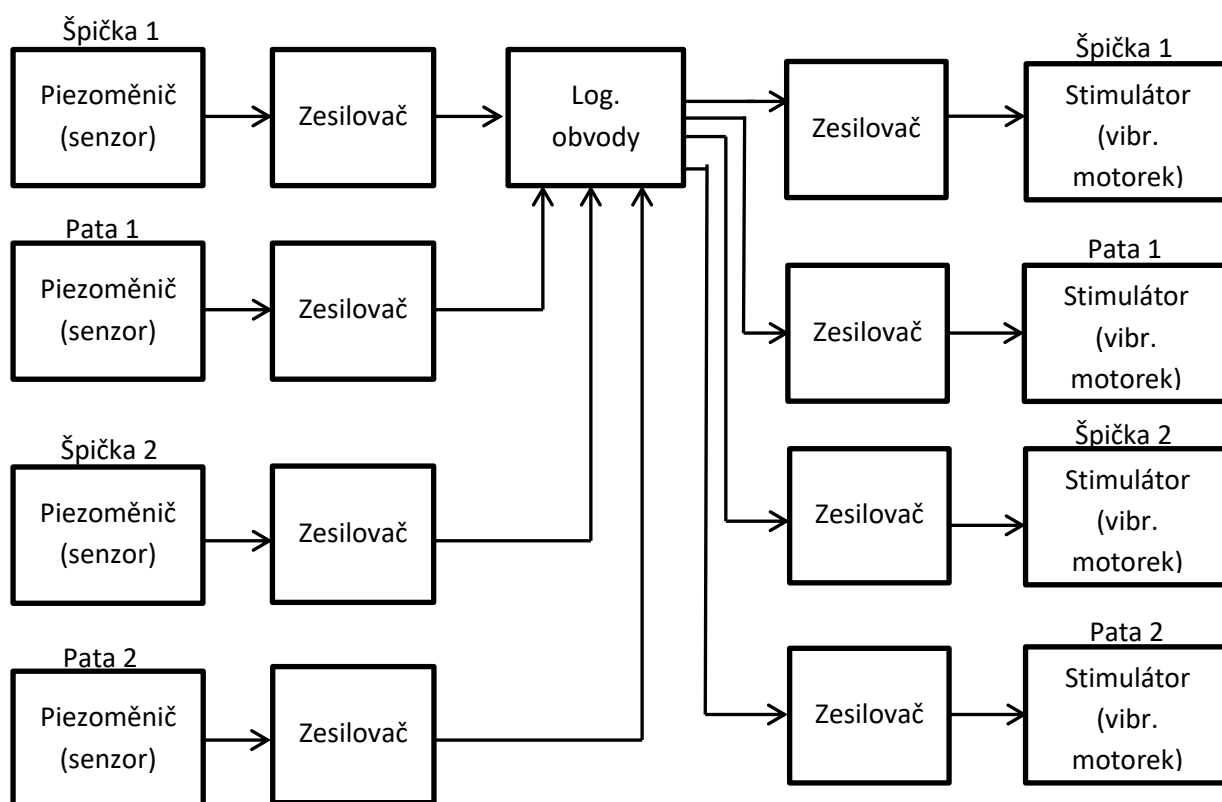 Špička 1
Piezoměnič
(senzor)
Zesilovač
Log.
obvody
Zesilovač
Špička 1
Stimulátor
(vibr.
motorek)
Pata 1
Piezoměnič
(senzor)
Zesilovač
Zesilovač
Pata 1
Stimulátor
(vibr.
motorek)
Špička 2
Piezoměnič
(senzor)
Zesilovač
Zesilovač
Špička 2
Stimulátor
(vibr.
motorek)
Pata 2
Piezoměnič
(senzor)
Zesilovač
Zesilovač
Pata 2
Stimulátor
(vibr.
motorek)